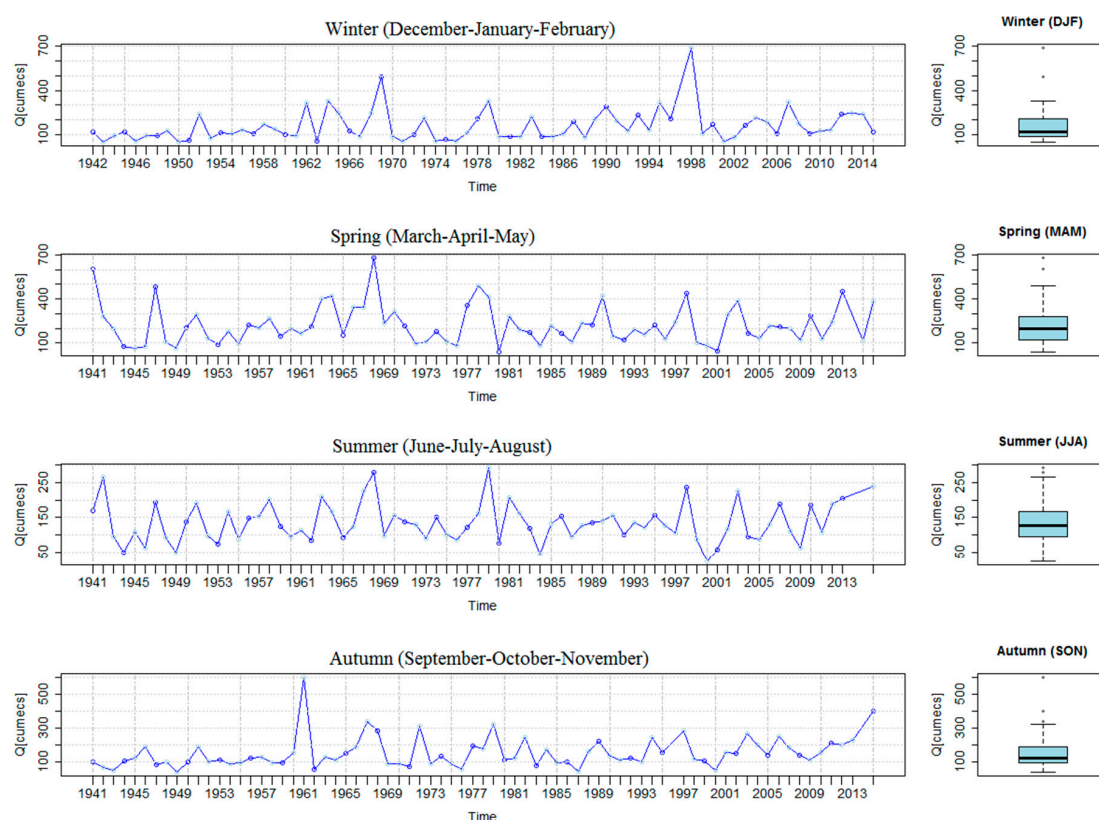 Winter (December-January-February)
Q[cumecs]
700
400
100
1942 1946 1950 1954 1958 1962 1966 1970 1974 1978 1982 1986 1990 1994 1998 2002 2006 2010 2014
Time
Winter (DJF)
Q[cumecs]
700
400
100
Spring (March-April-May)
Q[cumecs]
700
400
100
1941 1945 1949 1953 1957 1961 1965 1969 1973 1977 1981 1985 1989 1993 1997 2001 2005 2009 2013
Time
Spring (MAM)
Q[cumecs]
700
400
100
Summer (June-July-August)
Q[cumecs]
250
150
50
1941 1945 1949 1953 1957 1961 1965 1969 1973 1977 1981 1985 1989 1993 1997 2001 2005 2009 2013
Time
Summer (JJA)
Q[cumecs]
250
150
50
Autumn (September-October-November)
Q[cumecs]
500
300
100
1941 1945 1949 1953 1957 1961 1965 1969 1973 1977 1981 1985 1989 1993 1997 2001 2005 2009 2013
Time
Autumn (SON)
Q[cumecs]
500
300
100